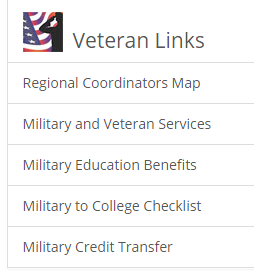 Veteran Links
Regional Coordinators Map
Military and Veteran Services
Military Education Benefits
Military to College Checklist
Military Credit Transfer